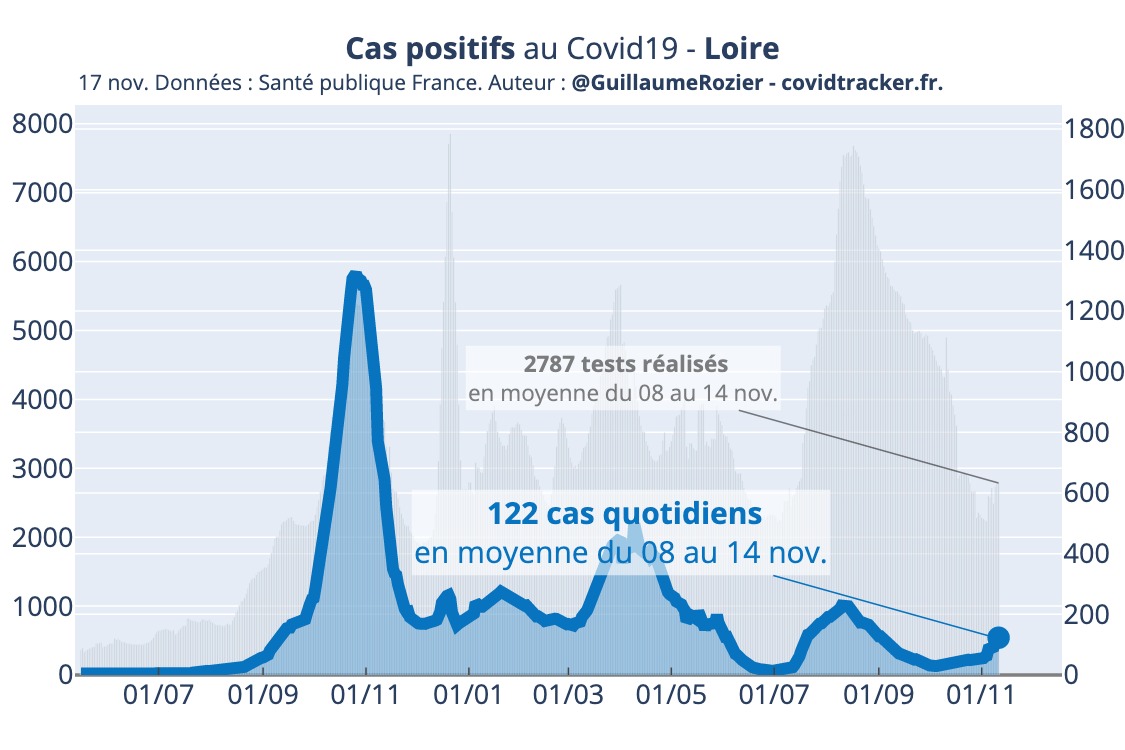 Cas positifs au Covid19 - Loire
17 nov. Données : Santé publique France. Auteur : @GuillaumeRozier - covidtracker.fr.
8000
7000
6000
5000
4000
3000
2000
1000
0
1800
1600
1400
1200
1000
800
600
400
200
0
2787 tests réalisés
en moyenne du 08 au 14 nov.
122 cas quotidiens
en moyenne du 08 au 14 nov.
01/07 01/09 01/11 01/01 01/03 01/05 01/07 01/09 01/11